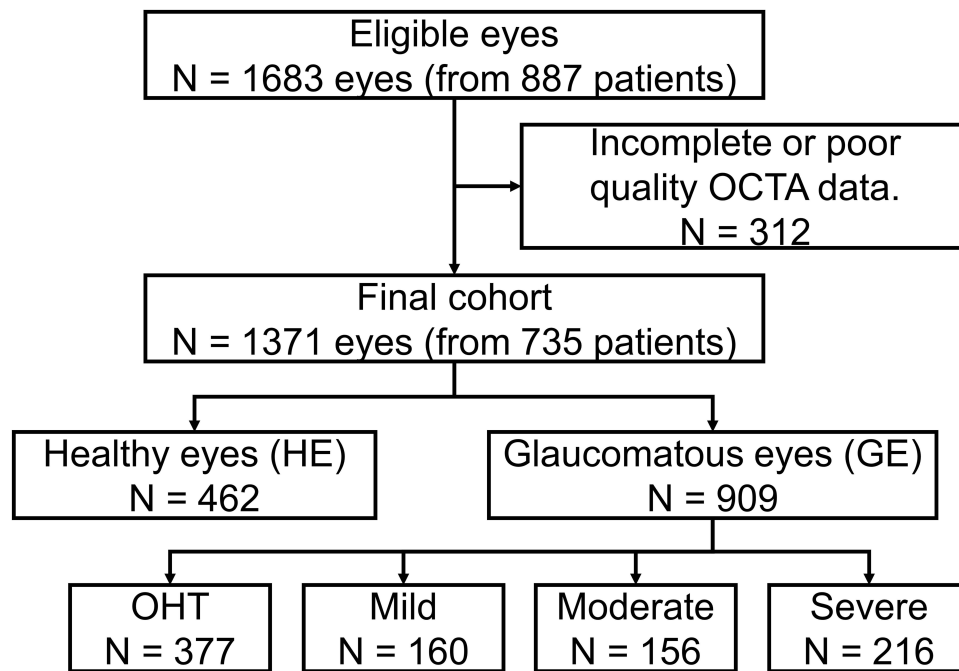 Eligible eyes
N = 1683 eyes (from 887 patients)
Incomplete or poor
quality OCTA data.
N = 312
Final cohort
N = 1371 eyes (from 735 patients)
Healthy eyes (HE)
N = 462
Glaucomatous eyes (GE)
N = 909
OHT
N = 377
Mild
N = 160
Moderate
N = 156
Severe
N = 216